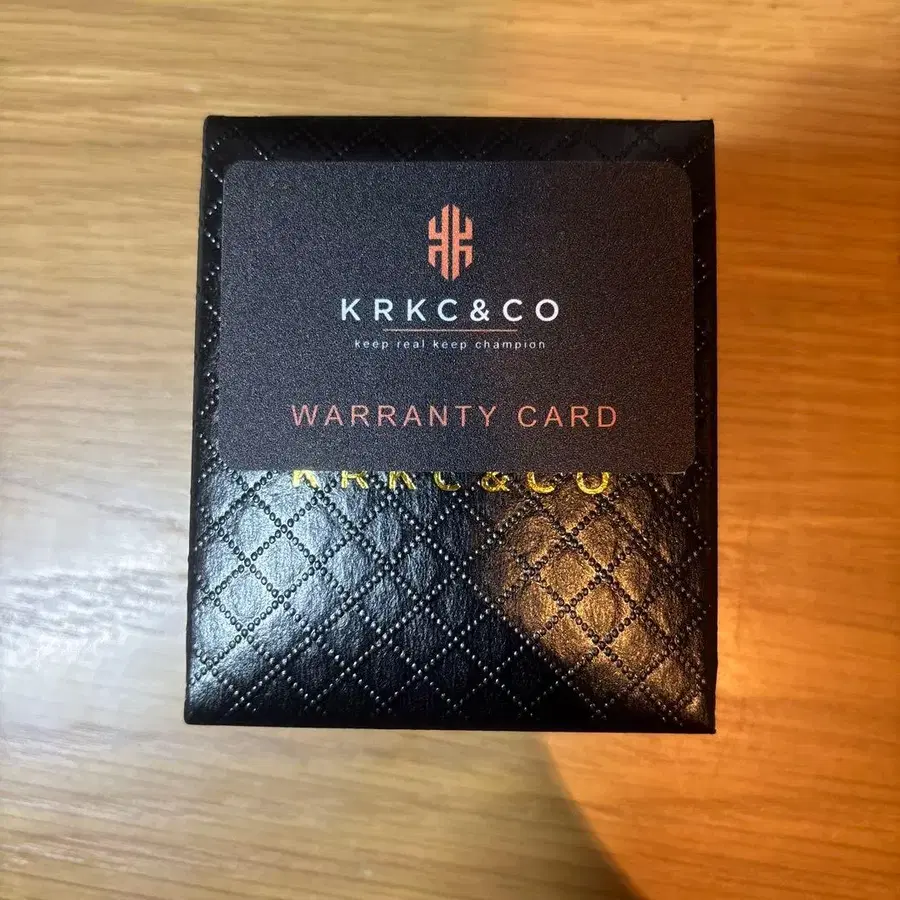 KRKC&CO
keep real keep champion
WARRANTY CARD
KRKC&CO